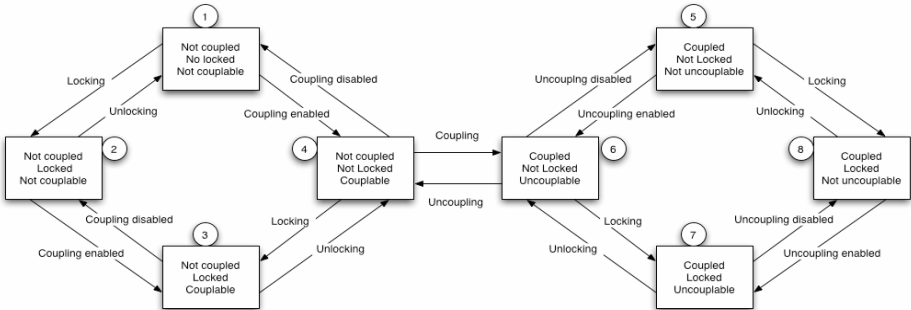 1
Not coupled
No locked
Not couplable
5
Coupled
Not Locked
Not uncouplable
Locking
Unlocking
Coupling disabled
Coupling enabled
Uncouplng disabled
Uncoupling enabled
Locking
Unlocking
2
Not coupled
Locked
Not couplable
4
Not coupled
Not Locked
Couplable
Coupling
Uncoupling
6
Coupled
Not Locked
Uncouplable
8
Coupled
Locked
Not uncouplable
Coupling disabled
Coupling enabled
Locking
Unlocking
Locking
Unlocking
Uncoupling disabled
Uncoupling enabled
3
Not coupled
Locked
Couplable
7
Coupled
Locked
Uncouplable